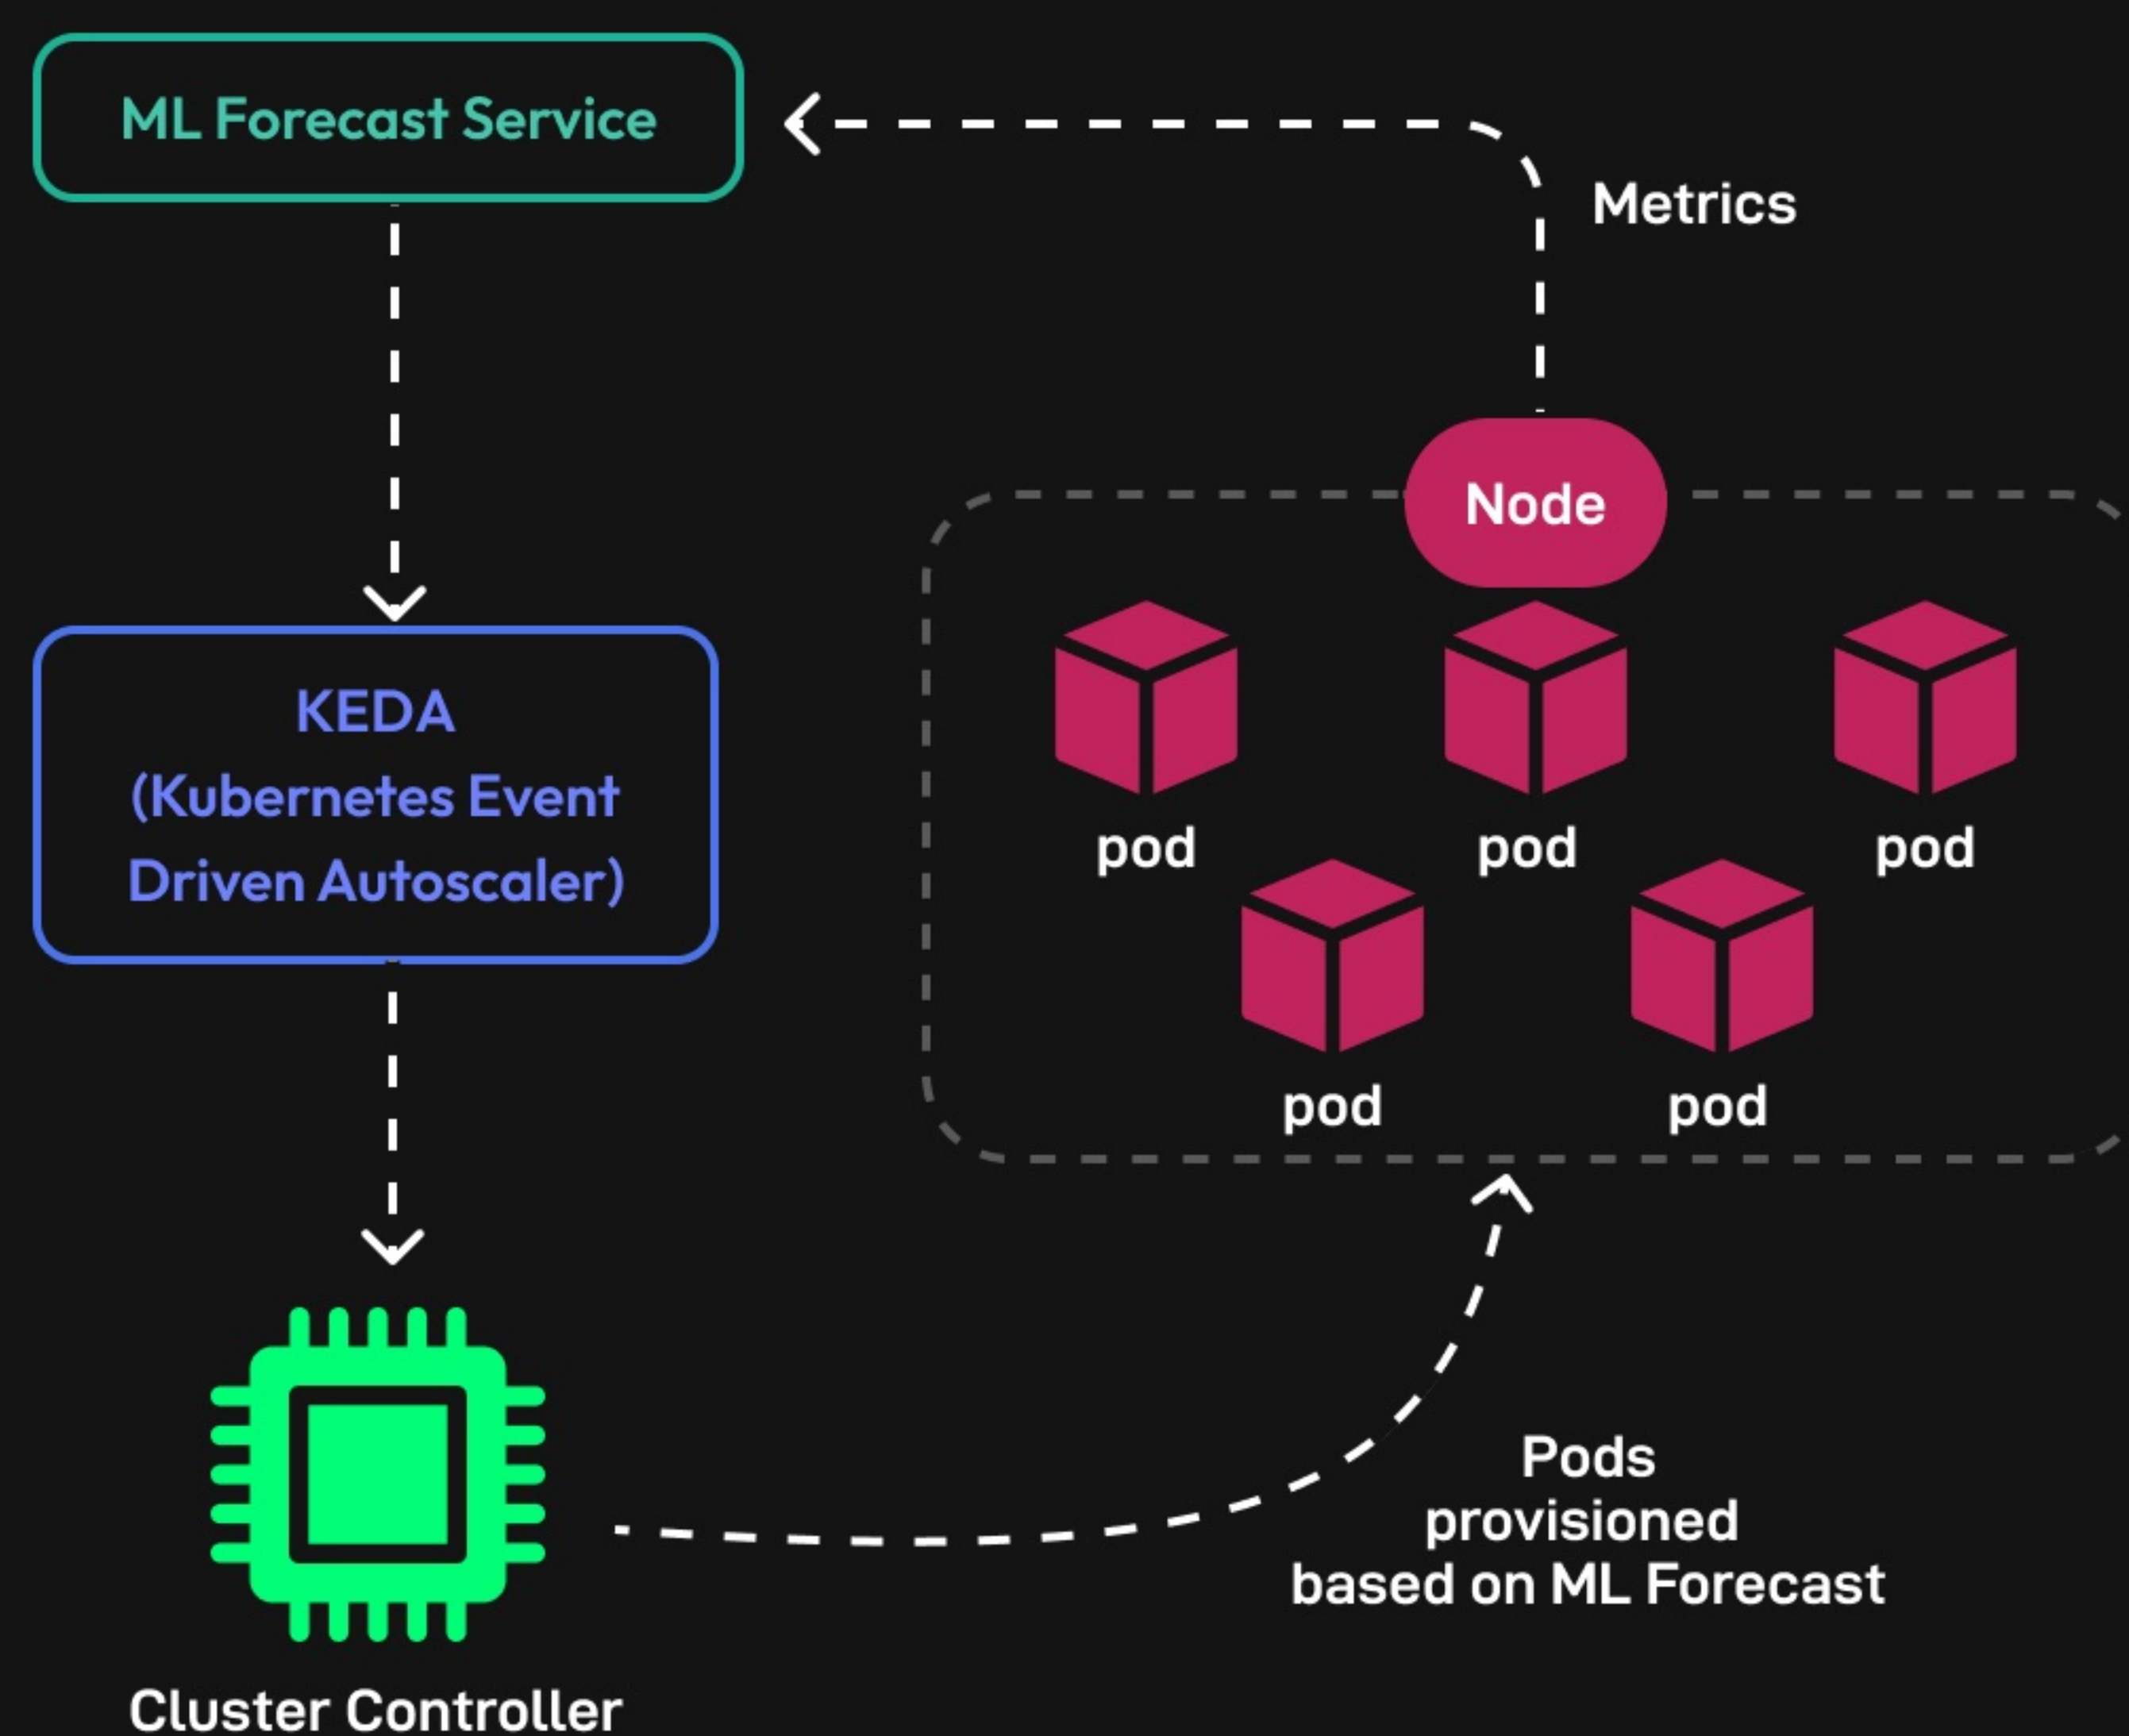 ML Forecast Service
Metrics
Node
KEDA
(Kubernetes Event
Driven Autoscaler)
pod
pod
pod
pod
pod
Pods
provisioned
based on ML Forecast
Cluster Controller